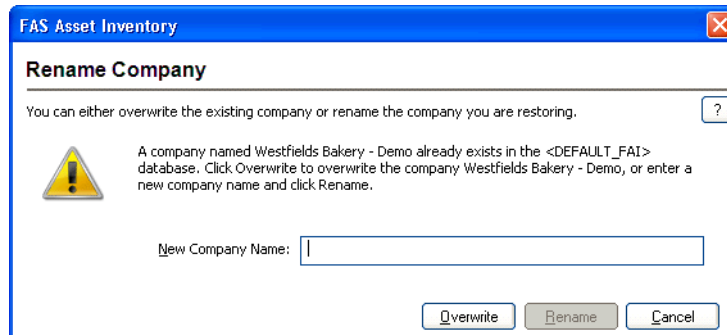 FAS Asset Inventory
Rename Company
You can either overwrite the existing company or rename the company you are restoring.
?
A company named Westfields Bakery - Demo already exists in the <DEFAULT_FAI>
database. Click Overwrite to overwrite the company Westfields Bakery - Demo, or enter a
new company name and click Rename.
New Company Name:
Overwrite Rename Cancel